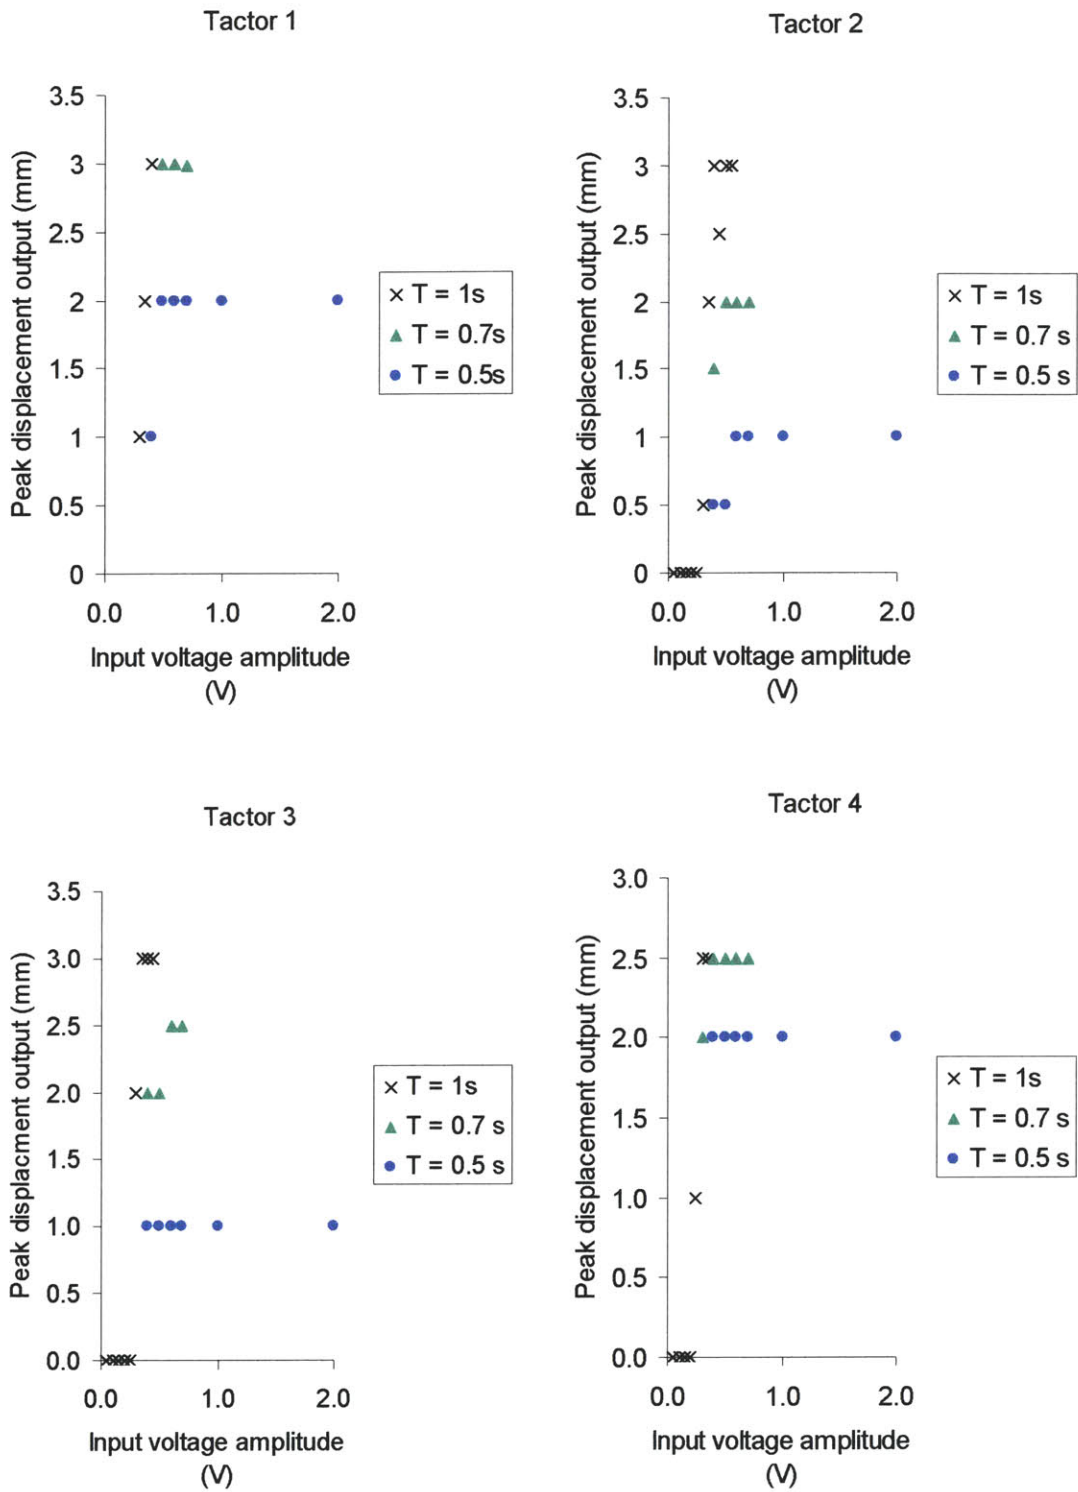 Tactor 1
3.5
3
2.5
2
1.5
1
0.5
0
0.0 1.0 2.0
Peak displacement output (mm)
Input voltage amplitude
(V)
T = 1s
T = 0.7s
T = 0.5s
Tactor 2
3.5
3
2.5
2
1.5
1
0.5
0
0.0 1.0 2.0
Peak displacement output (mm)
Input voltage amplitude
(V)
T = 1s
T = 0.7 s
T = 0.5 s
Tactor 3
3.5
3.0
2.5
2.0
1.5
1.0
0.5
0.0
0.0 1.0 2.0
Peak displacment output (mm)
Input voltage amplitude
(V)
T = 1s
T = 0.7 s
T = 0.5 s
Tactor 4
3.0
2.5
2.0
1.5
1.0
0.5
0.0
0.0 1.0 2.0
Peak displacement output (mm)
Input voltage amplitude
(V)
T = 1s
T = 0.7 s
T = 0.5 s